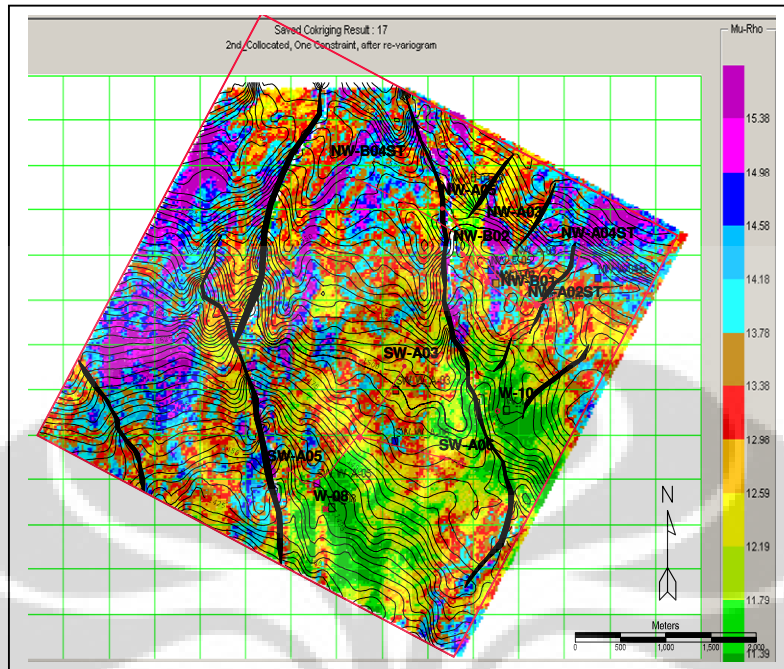 Saved Cokriging Result : 17
2nd_Collocated, One Constraint, after re-variogram
Mu-Rho
15.38
14.98
14.58
14.18
13.78
13.38
12.98
12.59
12.19
11.79
11.39
NW-B04ST
NW-A05
NW-A02
NW-B02
NW-A04ST
NW-A02ST
SW-A03
W-10
SW-A06
SW-A05
W-08
N
Meters
0 500 1,000 1,500 2,000